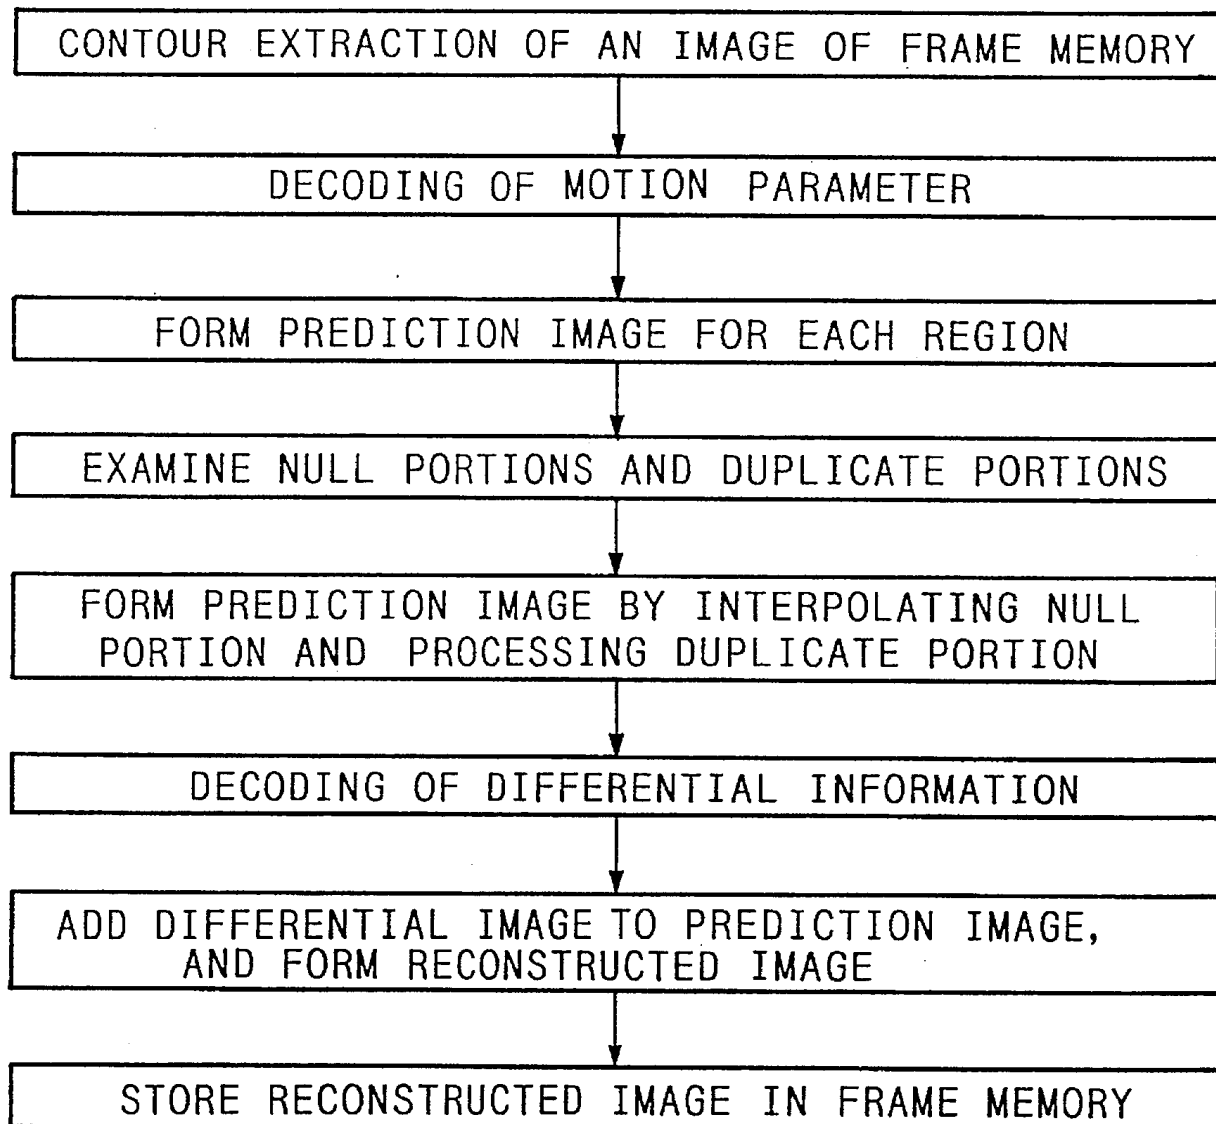 CONTOUR EXTRACTION OF AN IMAGE OF FRAME MEMORY
DECODING OF MOTION PARAMETER
FORM PREDICTION IMAGE FOR EACH REGION
EXAMINE NULL PORTIONS AND DUPLICATE PORTIONS
FORM PREDICTION IMAGE BY INTERPOLATING NULL
PORTION AND PROCESSING DUPLICATE PORTION
DECODING OF DIFFERENTIAL INFORMATION
ADD DIFFERENTIAL IMAGE TO PREDICTION IMAGE,
AND FORM RECONSTRUCTED IMAGE
STORE RECONSTRUCTED IMAGE IN FRAME MEMORY